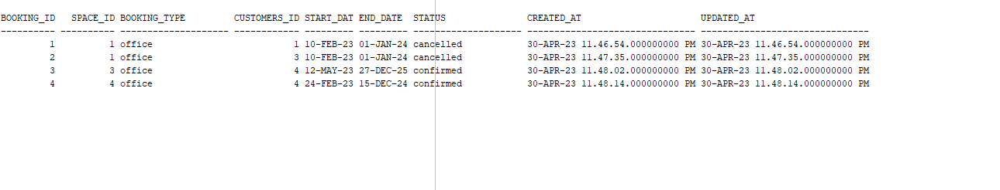 BOOKING_ID   SPACE_ID BOOKING_TYPE         CUSTOMERS_ID START_DAT END_DATE  STATUS               CREATED_AT                      UPDATED_AT
---------- ---------- -------------------- ------------ --------- --------- -------------------- ------------------------------- -------------------------------
         1          1 office                          1 10-FEB-23 01-JAN-24 cancelled            30-APR-23 11.46.54.000000000 PM 30-APR-23 11.46.54.000000000 PM
         2          1 office                          3 10-FEB-23 01-JAN-24 cancelled            30-APR-23 11.47.35.000000000 PM 30-APR-23 11.47.35.000000000 PM
         3          3 office                          4 12-MAY-23 27-DEC-25 confirmed            30-APR-23 11.48.02.000000000 PM 30-APR-23 11.48.02.000000000 PM
         4          4 office                          4 24-FEB-23 15-DEC-24 confirmed            30-APR-23 11.48.14.000000000 PM 30-APR-23 11.48.14.000000000 PM